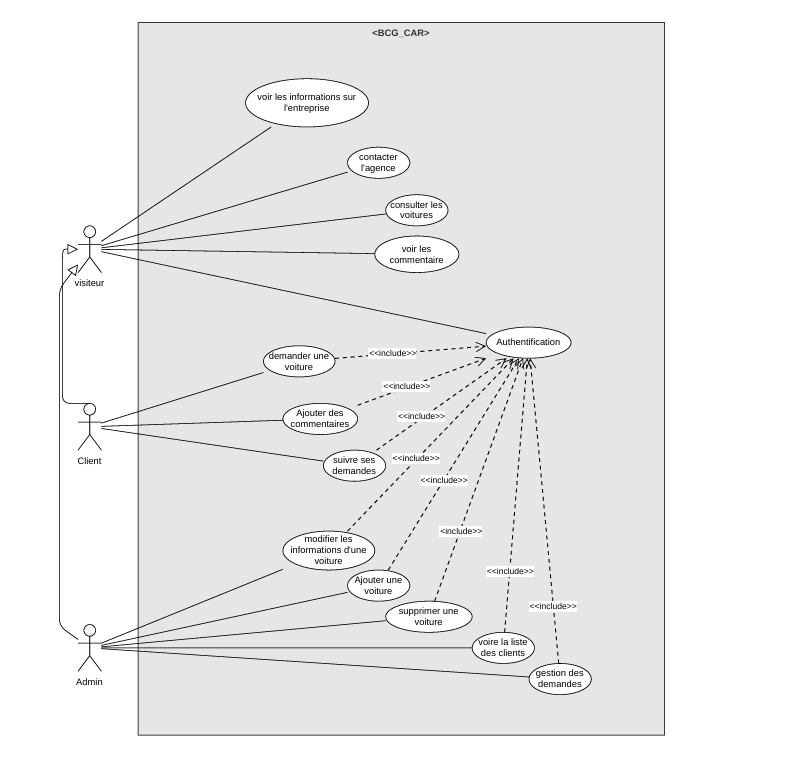 <BCG_CAR>
voir les informations sur
l'entreprise
contacter
l'agence
consulter les
voitures
voir les
commentaire
visiteur
Authentification
demander une
voiture
<<include>>
<<include>>
Ajouter des
commentaires
<<include>>
Client
suivre ses
demandes
<<include>>
<<include>>
modifier les
informations d'une
voiture
<include>>
Ajouter une
voiture
<<include>>
supprimer une
voiture
<<include>>
voire la liste
des clients
gestion des
demandes
Admin